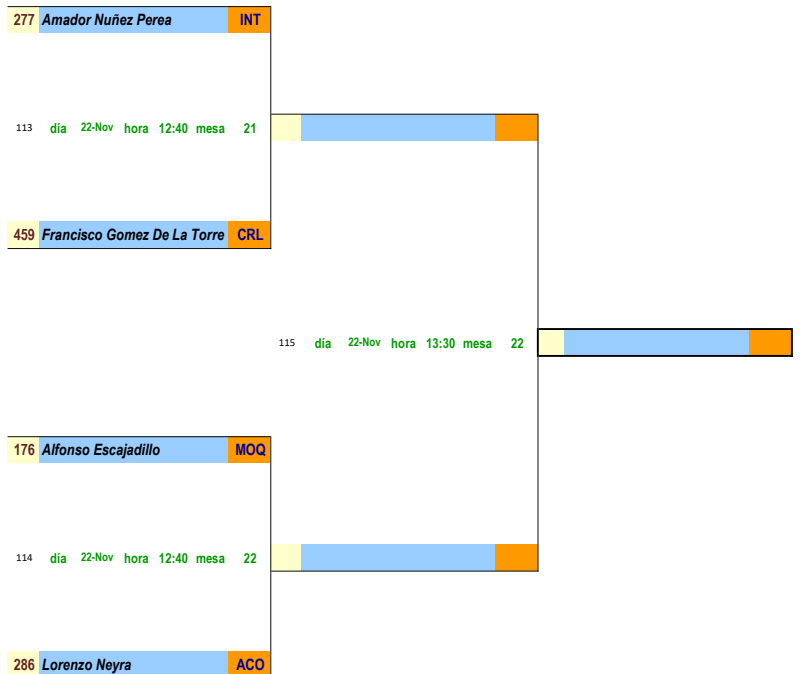 277 Amador Nuñez Perea INT
113 día 22-Nov hora 12:40 mesa 21
459 Francisco Gomez De La Torre CRL
115 día 22-Nov hora 13:30 mesa 22
176 Alfonso Escajadillo MOQ
114 día 22-Nov hora 12:40 mesa 22
286 Lorenzo Neyra ACO